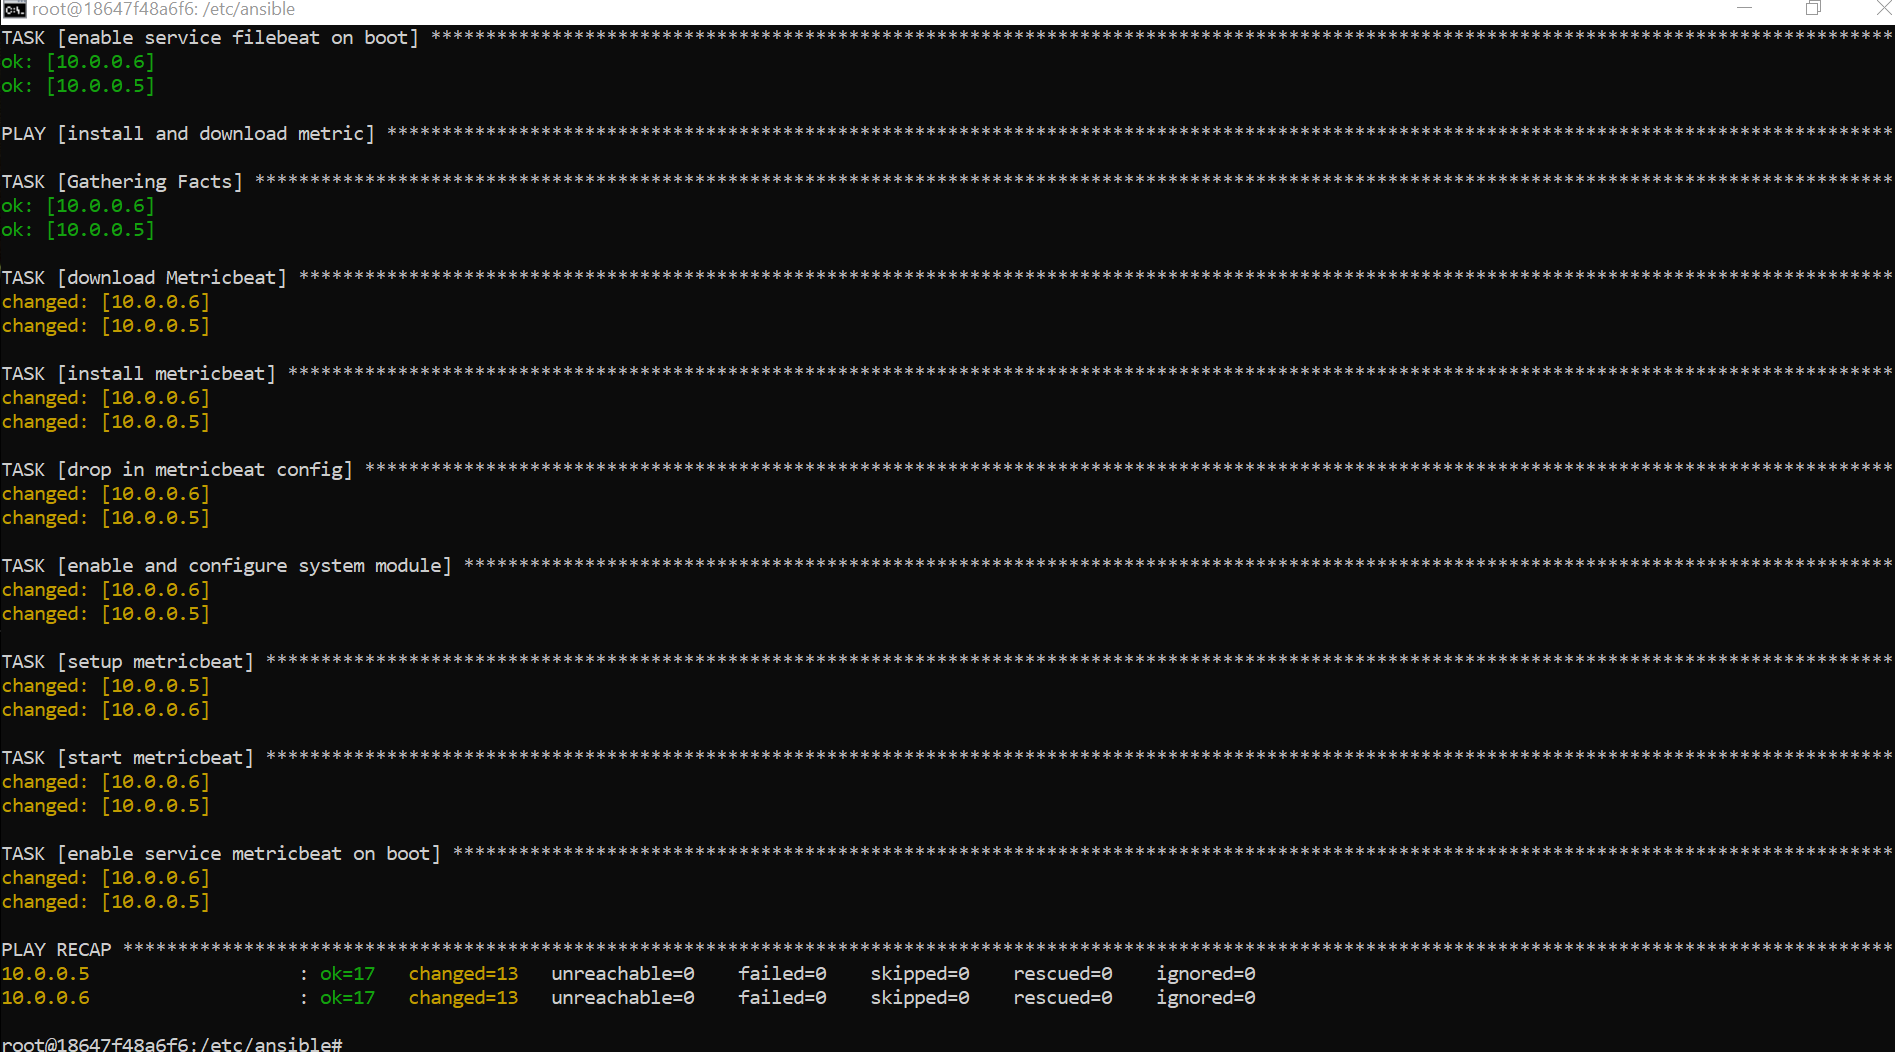 root@18647f48a6f6: /etc/ansible
TASK [enable service filebeat on boot] *************************************************************************************************************************************
ok: [10.0.0.6]
ok: [10.0.0.5]
PLAY [install and download metric] *****************************************************************************************************************************************
TASK [Gathering Facts] *****************************************************************************************************************************************************
ok: [10.0.0.6]
ok: [10.0.0.5]
TASK [download Metricbeat] *************************************************************************************************************************************************
changed: [10.0.0.6]
changed: [10.0.0.5]
TASK [install metricbeat] **************************************************************************************************************************************************
changed: [10.0.0.6]
changed: [10.0.0.5]
TASK [drop in metricbeat config] *******************************************************************************************************************************************
changed: [10.0.0.6]
changed: [10.0.0.5]
TASK [enable and configure system module] **********************************************************************************************************************************
changed: [10.0.0.6]
changed: [10.0.0.5]
TASK [setup metricbeat] ****************************************************************************************************************************************************
changed: [10.0.0.5]
changed: [10.0.0.6]
TASK [start metricbeat] ****************************************************************************************************************************************************
changed: [10.0.0.6]
changed: [10.0.0.5]
TASK [enable service metricbeat on boot] ***********************************************************************************************************************************
changed: [10.0.0.6]
changed: [10.0.0.5]
PLAY RECAP *****************************************************************************************************************************************************************
10.0.0.5 : ok=17 changed=13 unreachable=0 failed=0 skipped=0 rescued=0 ignored=0
10.0.0.6 : ok=17 changed=13 unreachable=0 failed=0 skipped=0 rescued=0 ignored=0
root@18647f48a6f6:/etc/ansible#